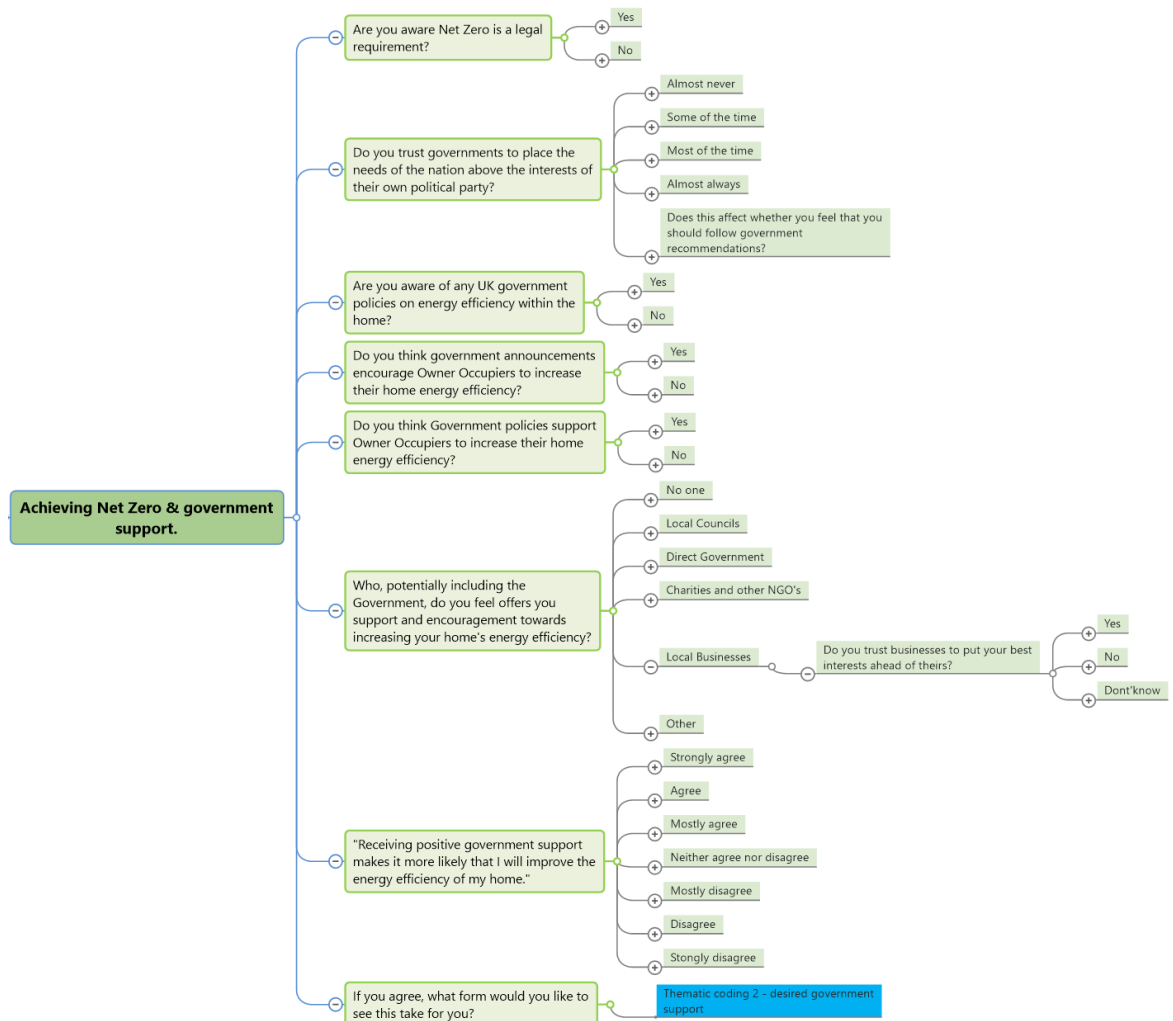 Are you aware Net Zero is a legal
requirement?
Yes
No
Do you trust governments to place the
needs of the nation above the interests of
their own political party?
Almost never
Some of the time
Most of the time
Almost always
Does this affect whether you feel that you
should follow government
recommendations?
Are you aware of any UK government
policies on energy efficiency within the
home?
Yes
No
Do you think government announcements
encourage Owner Occupiers to increase
their home energy efficiency?
Yes
No
Do you think Government policies support
Owner Occupiers to increase their home
energy efficiency?
Yes
No
Achieving Net Zero & government
support.
Who, potentially including the
Government, do you feel offers you
support and encouragement towards
increasing your home's energy efficiency?
No one
Local Councils
Direct Government
Charities and other NGO's
Local Businesses
Do you trust businesses to put your best
interests ahead of theirs?
Yes
No
Dont'know
Other
"Receiving positive government support
makes it more likely that I will improve the
energy efficiency of my home."
Strongly agree
Agree
Mostly agree
Neither agree nor disagree
Mostly disagree
Disagree
Stongly disagree
If you agree, what form would you like to
see this take for you?
Thematic coding 2 - desired government
support